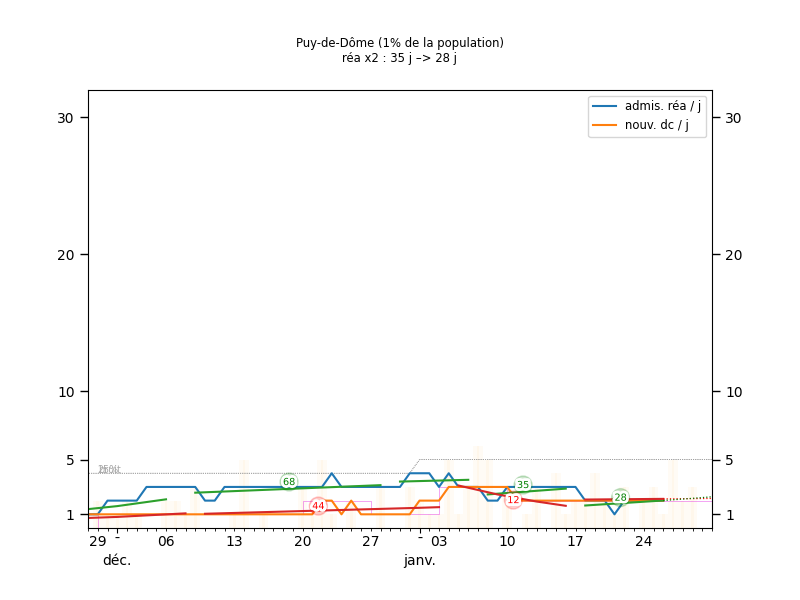 Puy-de-Dôme (1% de la population)
réa x2 : 35 j –> 28 j
admis. réa / j
nouv. dc / j
30 30
20 20
10 10
5 5
1 1
68
44
35
12
28
29 - 06 13 20 27 - 03 10 17 24
déc. janv.